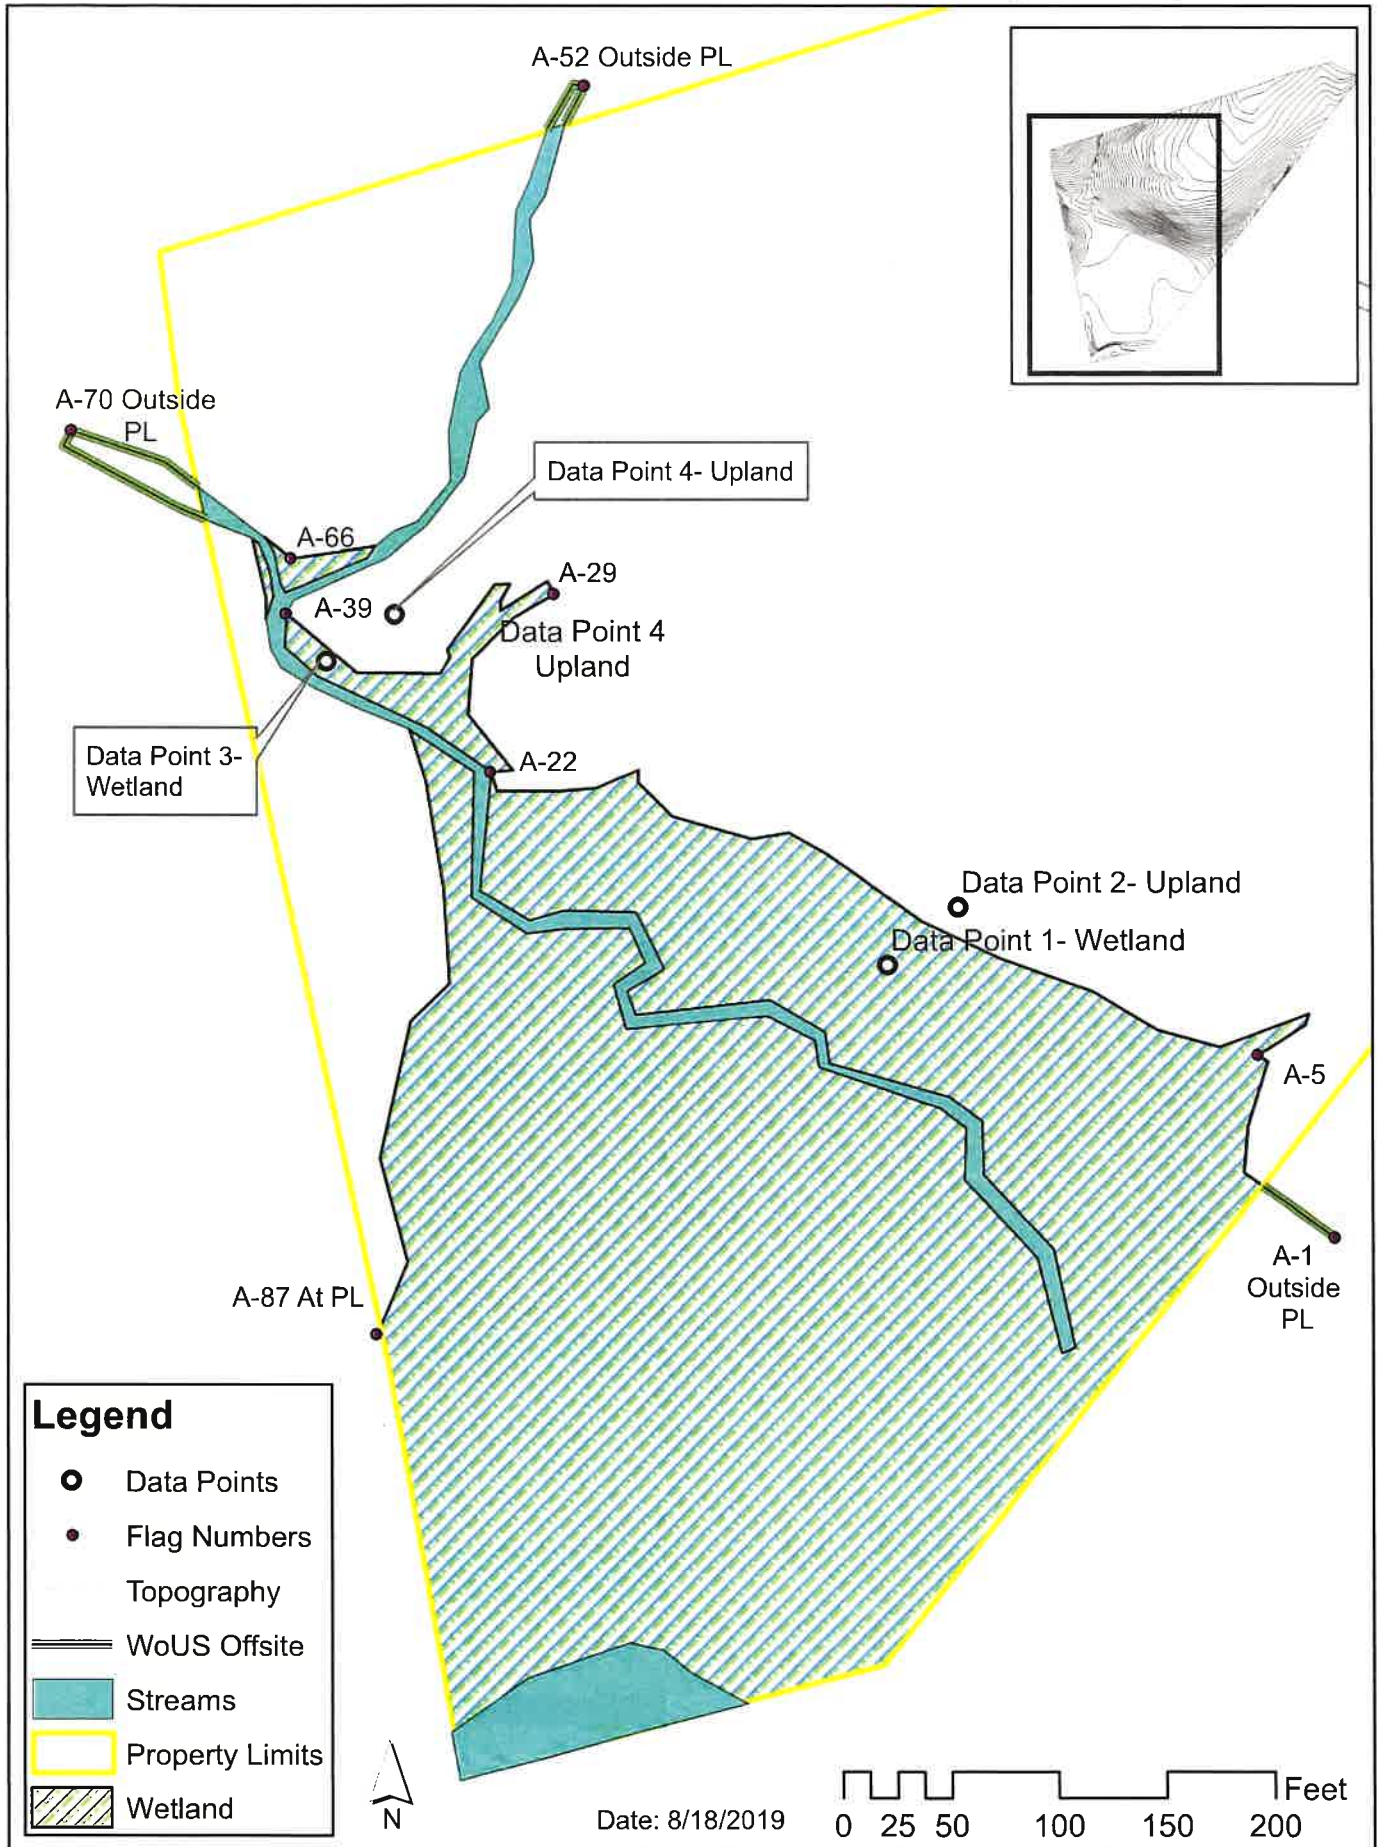 A-52 Outside PL
A-70 Outside
PL
Data Point 4- Upland
A-66
A-29
A-39
Data Point 4
Upland
Data Point 3-
Wetland
A-22
Data Point 2- Upland
Data Point 1- Wetland
A-5
A-1
Outside
PL
A-87 At PL
Legend
Data Points
Flag Numbers
Topography
WoUS Offsite
Streams
Property Limits
Wetland
N
Date: 8/18/2019
Feet
0 25 50 100 150 200